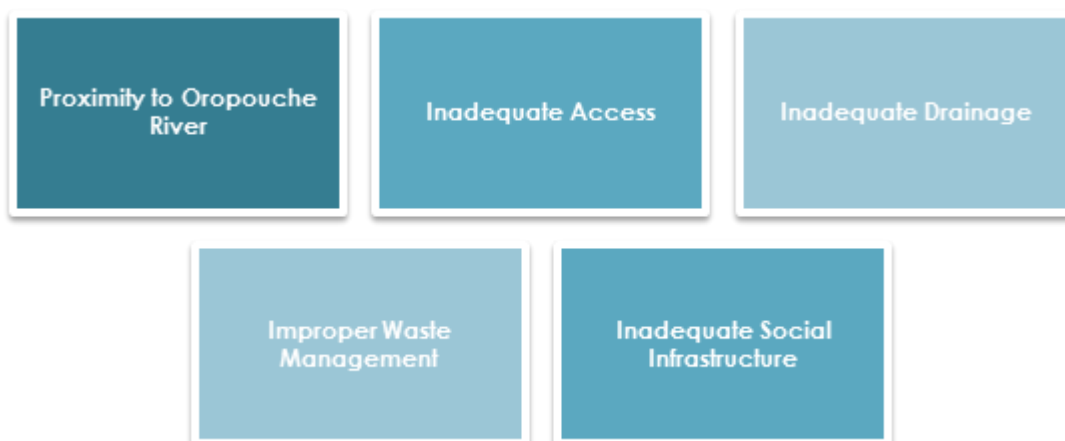 Proximity to Oropouche
River
Inadequate Access
Inadequate Drainage
Improper Waste
Management
Inadequate Social
Infrastructure